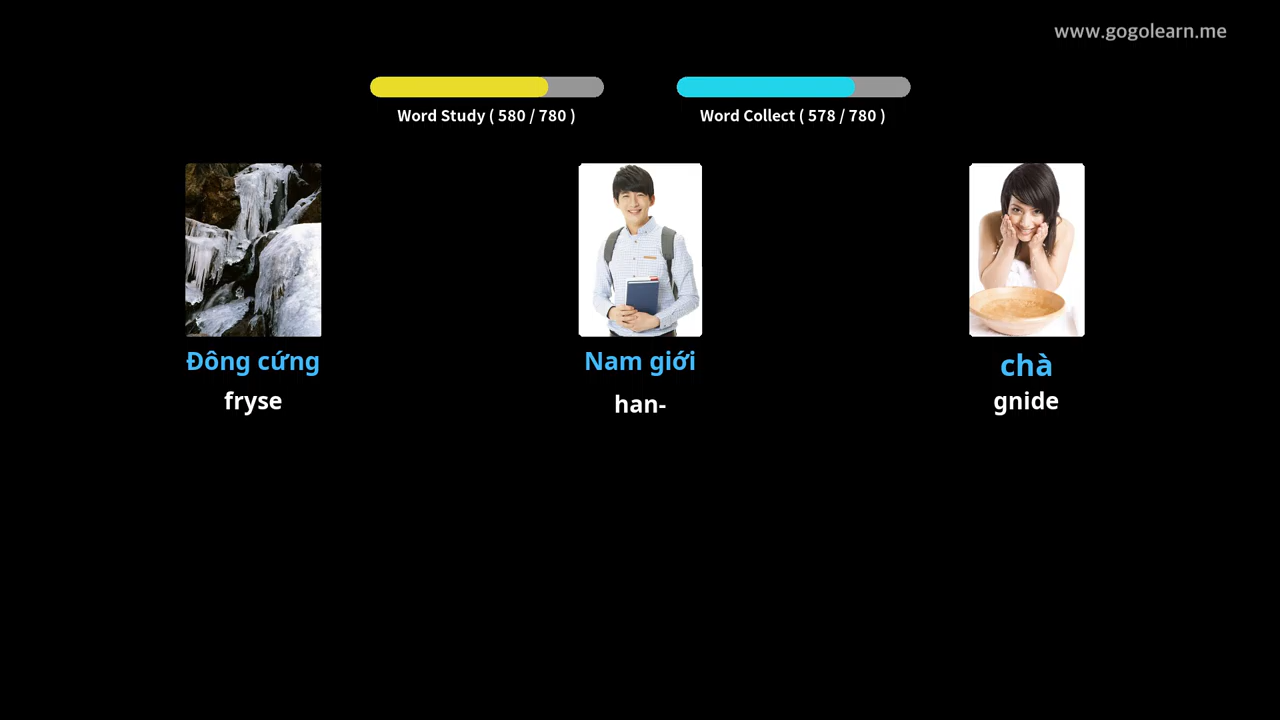 www.gogolearn.me
Word Study ( 580 / 780 )
Word Collect ( 578 / 780 )
Đông cứng
fryse
Nam giới
han-
chà
gnide